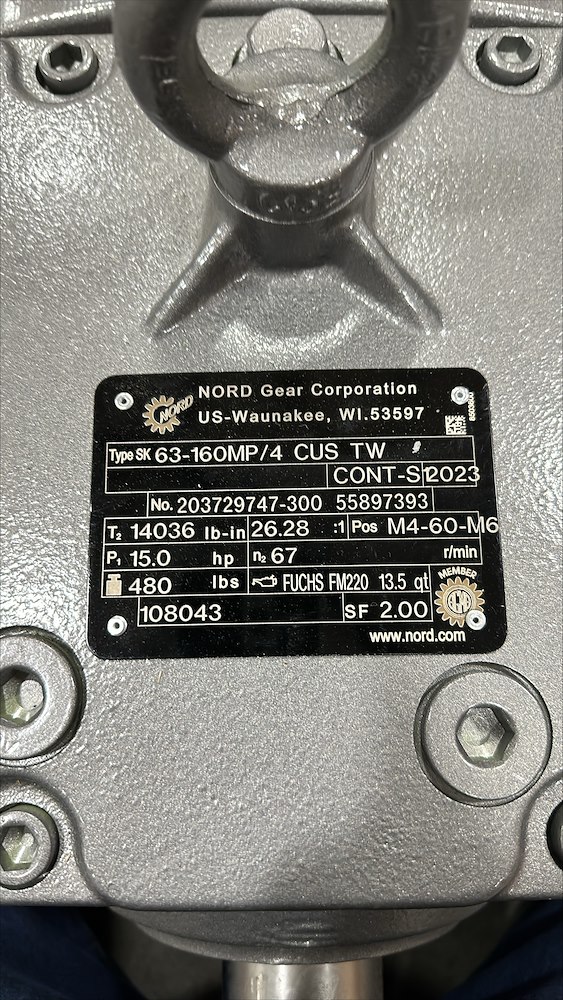 NORD
NORD Gear Corporation
US-Waunakee, WI.53597
Type SK 63-160MP/4 CUS TW
CONT-S1 2023
No. 203729747-300 55897393
T₂ 14036 lb-in 26.28 :1 Pos M4-60-M6
P₁ 15.0 hp n₂ 67 r/min
480 lbs FUCHS FM220 13.5 qt
MEMBER
108043 SF 2.00
www.nord.com